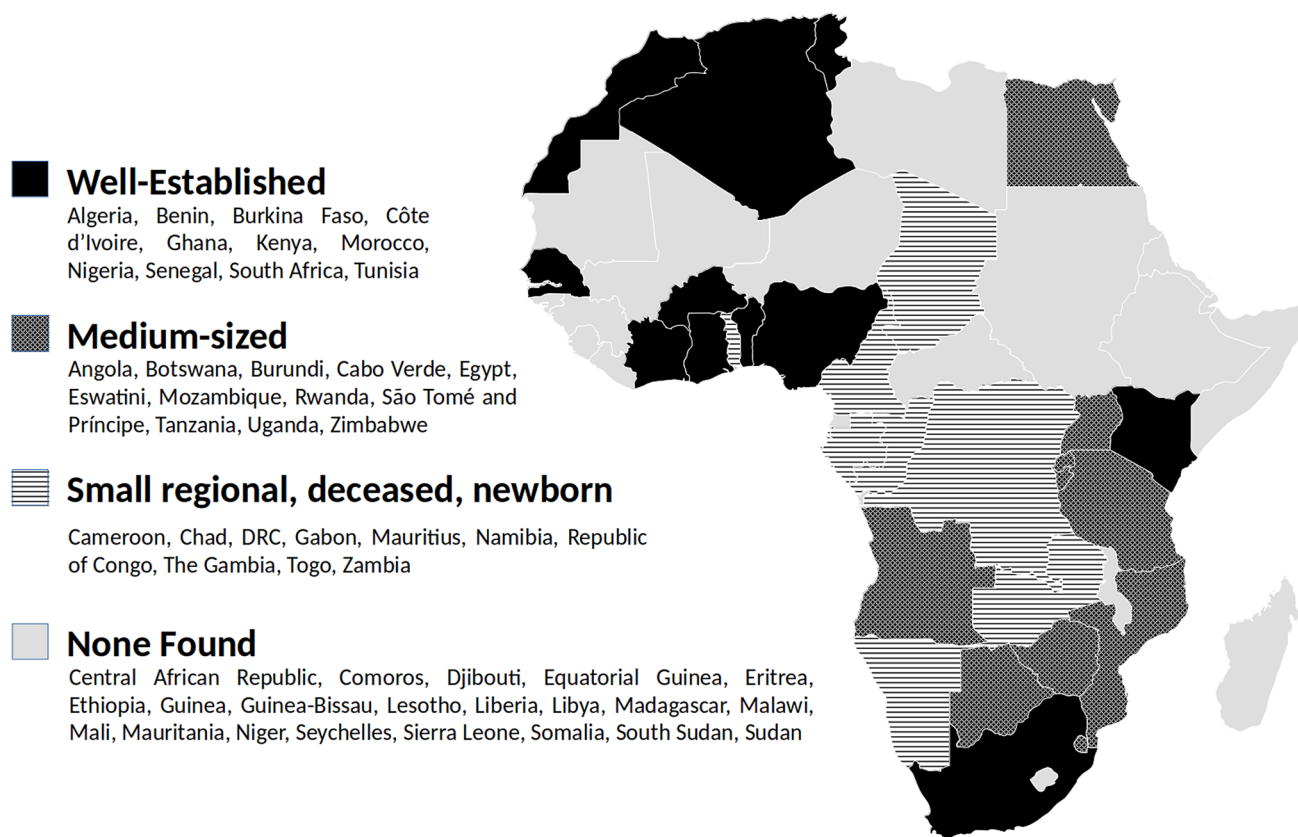 Well-Established
Algeria, Benin, Burkina Faso, Côte
d’Ivoire, Ghana, Kenya, Morocco,
Nigeria, Senegal, South Africa, Tunisia
Medium-sized
Angola, Botswana, Burundi, Cabo Verde, Egypt,
Eswatini, Mozambique, Rwanda, São Tomé and
Príncipe, Tanzania, Uganda, Zimbabwe
Small regional, deceased, newborn
Cameroon, Chad, DRC, Gabon, Mauritius, Namibia, Republic
of Congo, The Gambia, Togo, Zambia
None Found
Central African Republic, Comoros, Djibouti, Equatorial Guinea, Eritrea,
Ethiopia, Guinea, Guinea-Bissau, Lesotho, Liberia, Libya, Madagascar, Malawi,
Mali, Mauritania, Niger, Seychelles, Sierra Leone, Somalia, South Sudan, Sudan